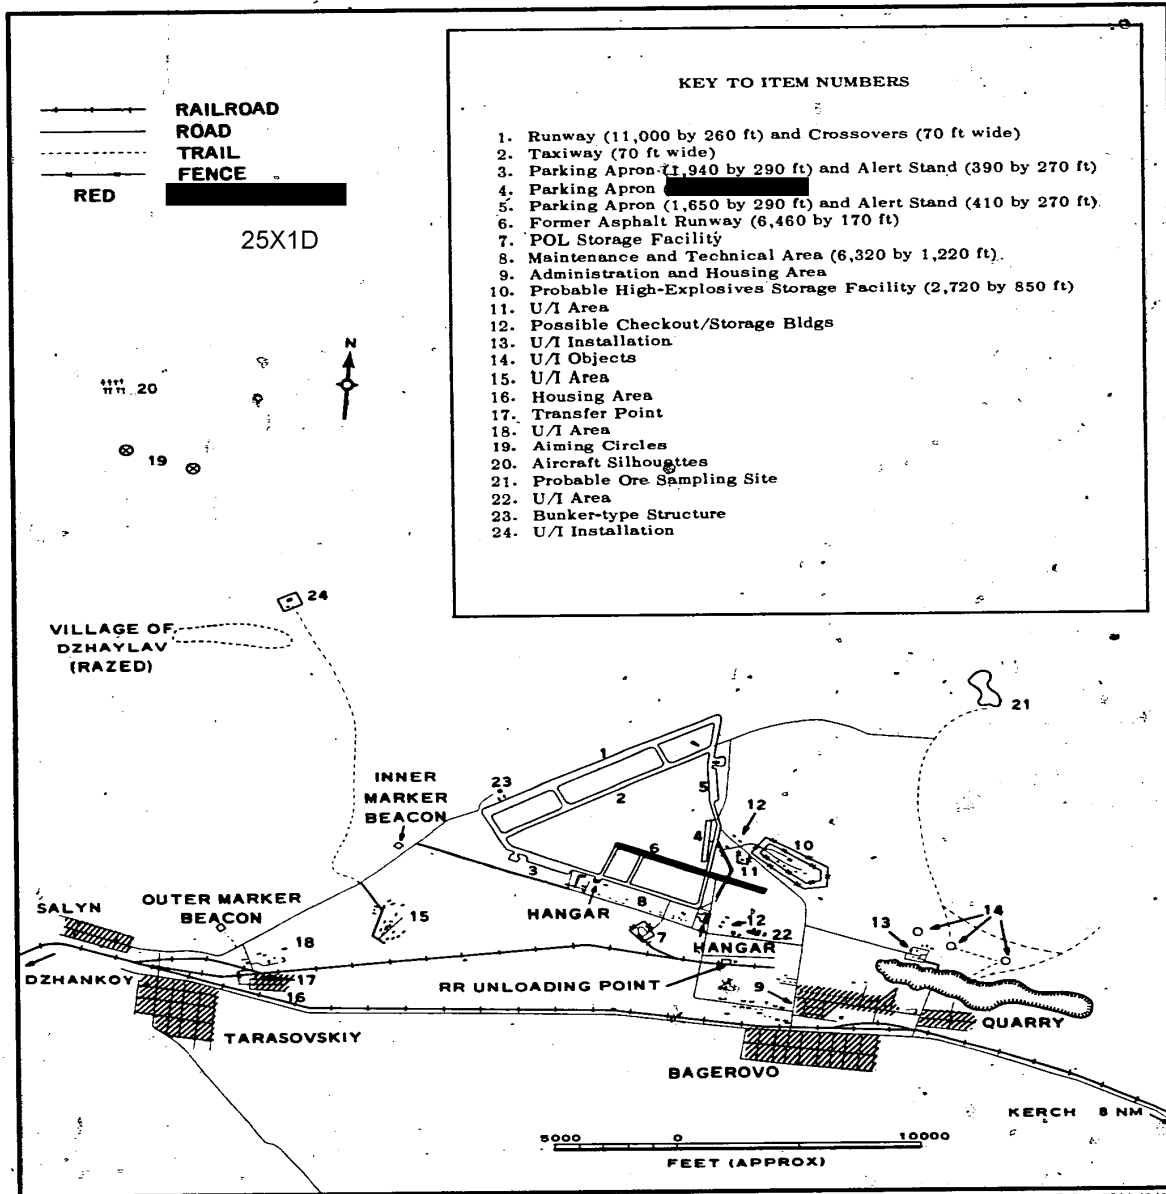 KEY TO ITEM NUMBERS
RAILROAD
ROAD
TRAIL
FENCE
RED
25X1D
1. Runway (11,000 by 260 ft) and Crossovers (70 ft wide)
2. Taxiway (70 ft wide)
3. Parking Apron (1,940 by 290 ft) and Alert Stand (390 by 270 ft)
4. Parking Apron (
5. Parking Apron (1,650 by 290 ft) and Alert Stand (410 by 270 ft)
6. Former Asphalt Runway (6,460 by 170 ft)
7. POL Storage Facility
8. Maintenance and Technical Area (6,320 by 1,220 ft)
9. Administration and Housing Area
10. Probable High-Explosives Storage Facility (2,720 by 850 ft)
11. U/I Area
12. Possible Checkout/Storage Bldgs
13. U/I Installation
14. U/I Objects
15. U/I Area
16. Housing Area
17. Transfer Point
18. U/I Area
19. Aiming Circles
20. Aircraft Silhouettes
21. Probable Ore Sampling Site
22. U/I Area
23. Bunker-type Structure
24. U/I Installation
N
20
19
24
VILLAGE OF
DZHAYLAV
(RAZED)
21
1
INNER
MARKER
BEACON
23
2
5
12
4
10
6
11
3
OUTER MARKER
BEACON
SALYN
15
HANGAR
8
12
22
14
13
7
HANGAR
18
DZHANKOY
17
16
RR UNLOADING POINT
9
TARASOVSKIY
QUARRY
BAGEROVO
KERCH 8 NM
5000 0 10000
FEET (APPROX)